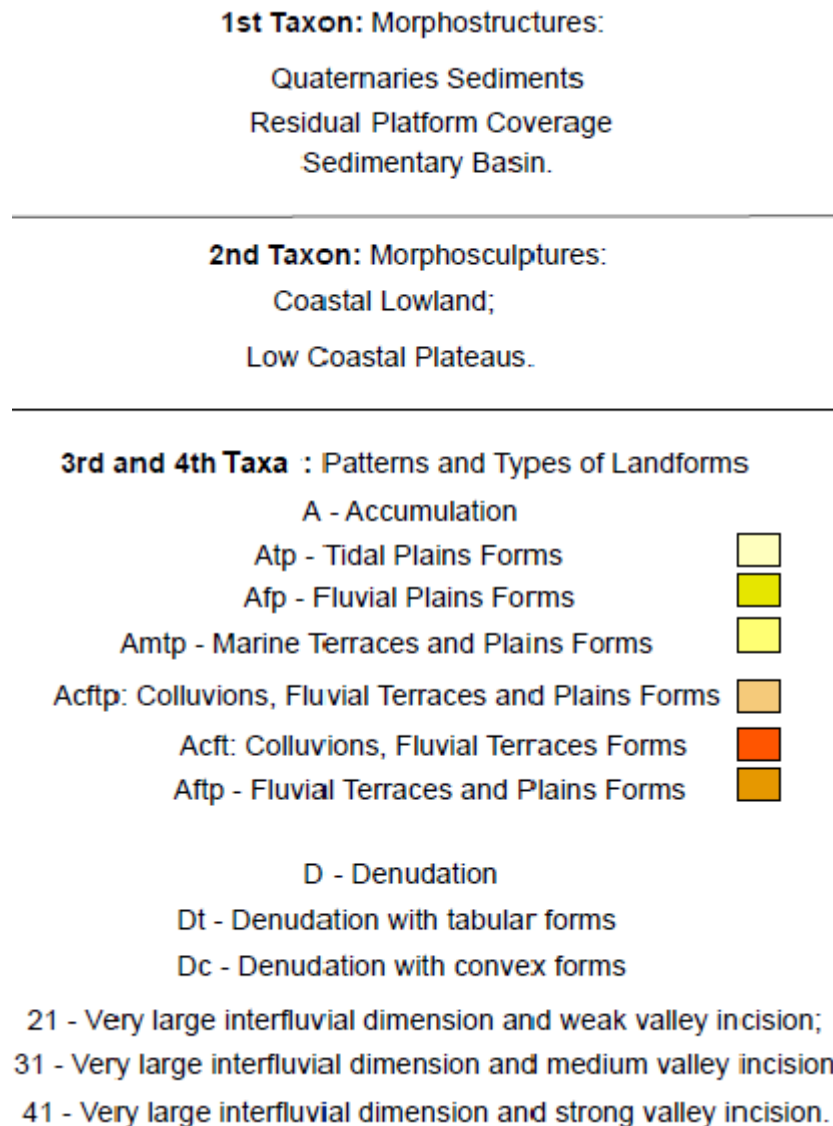 1st Taxon: Morphostructures:
Quaternaries Sediments
Residual Platform Coverage
Sedimentary Basin.
2nd Taxon: Morphosculptures:
Coastal Lowland;
Low Coastal Plateaus.
3rd and 4th Taxa : Patterns and Types of Landforms
A - Accumulation
Atp - Tidal Plains Forms
Afp - Fluvial Plains Forms
Amtp - Marine Terraces and Plains Forms
Acftp: Colluvions, Fluvial Terraces and Plains Forms
Acft: Colluvions, Fluvial Terraces Forms
Aftp - Fluvial Terraces and Plains Forms
D - Denudation
Dt - Denudation with tabular forms
Dc - Denudation with convex forms
21 - Very large interfluvial dimension and weak valley incision;
31 - Very large interfluvial dimension and medium valley incision
41 - Very large interfluvial dimension and strong valley incision.